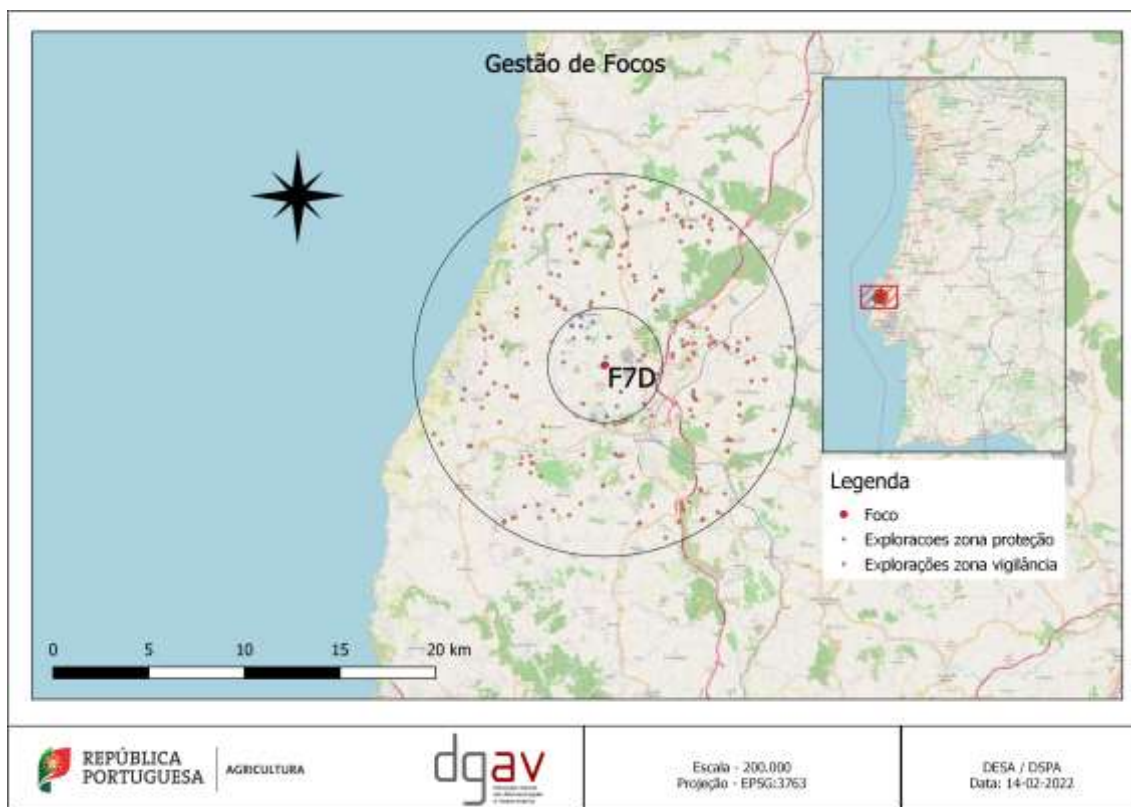 Gestão de Focos
F7D
Legenda
Foco
Exploracoes zona proteção
Explorações zona vigilância
0 5 10 15 20 km
REPÚBLICA
PORTUGUESA
AGRICULTURA
dgav
Escala - 200.000
Projeção - EPSG:3763
DESA / DSPA
Data: 14-02-2022